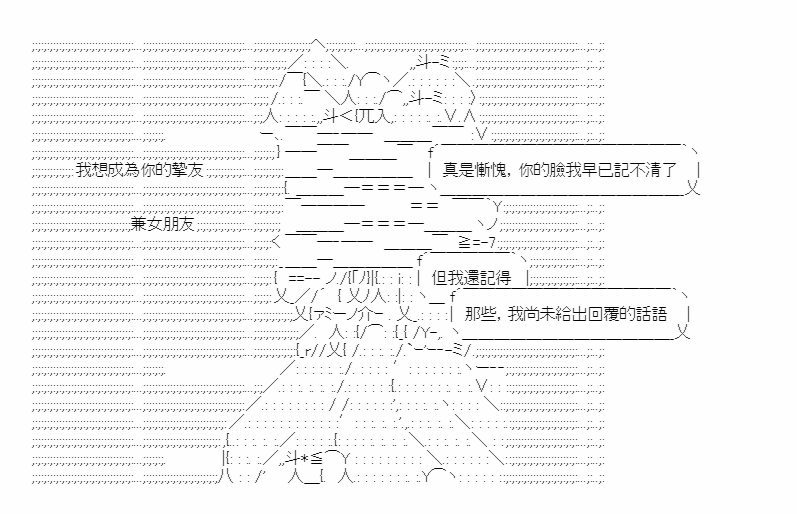 我想成為你的摯友
真是慚愧，你的臉我早已記不清了
兼女朋友
但我還記得
那些，我尚未給出回覆的話語